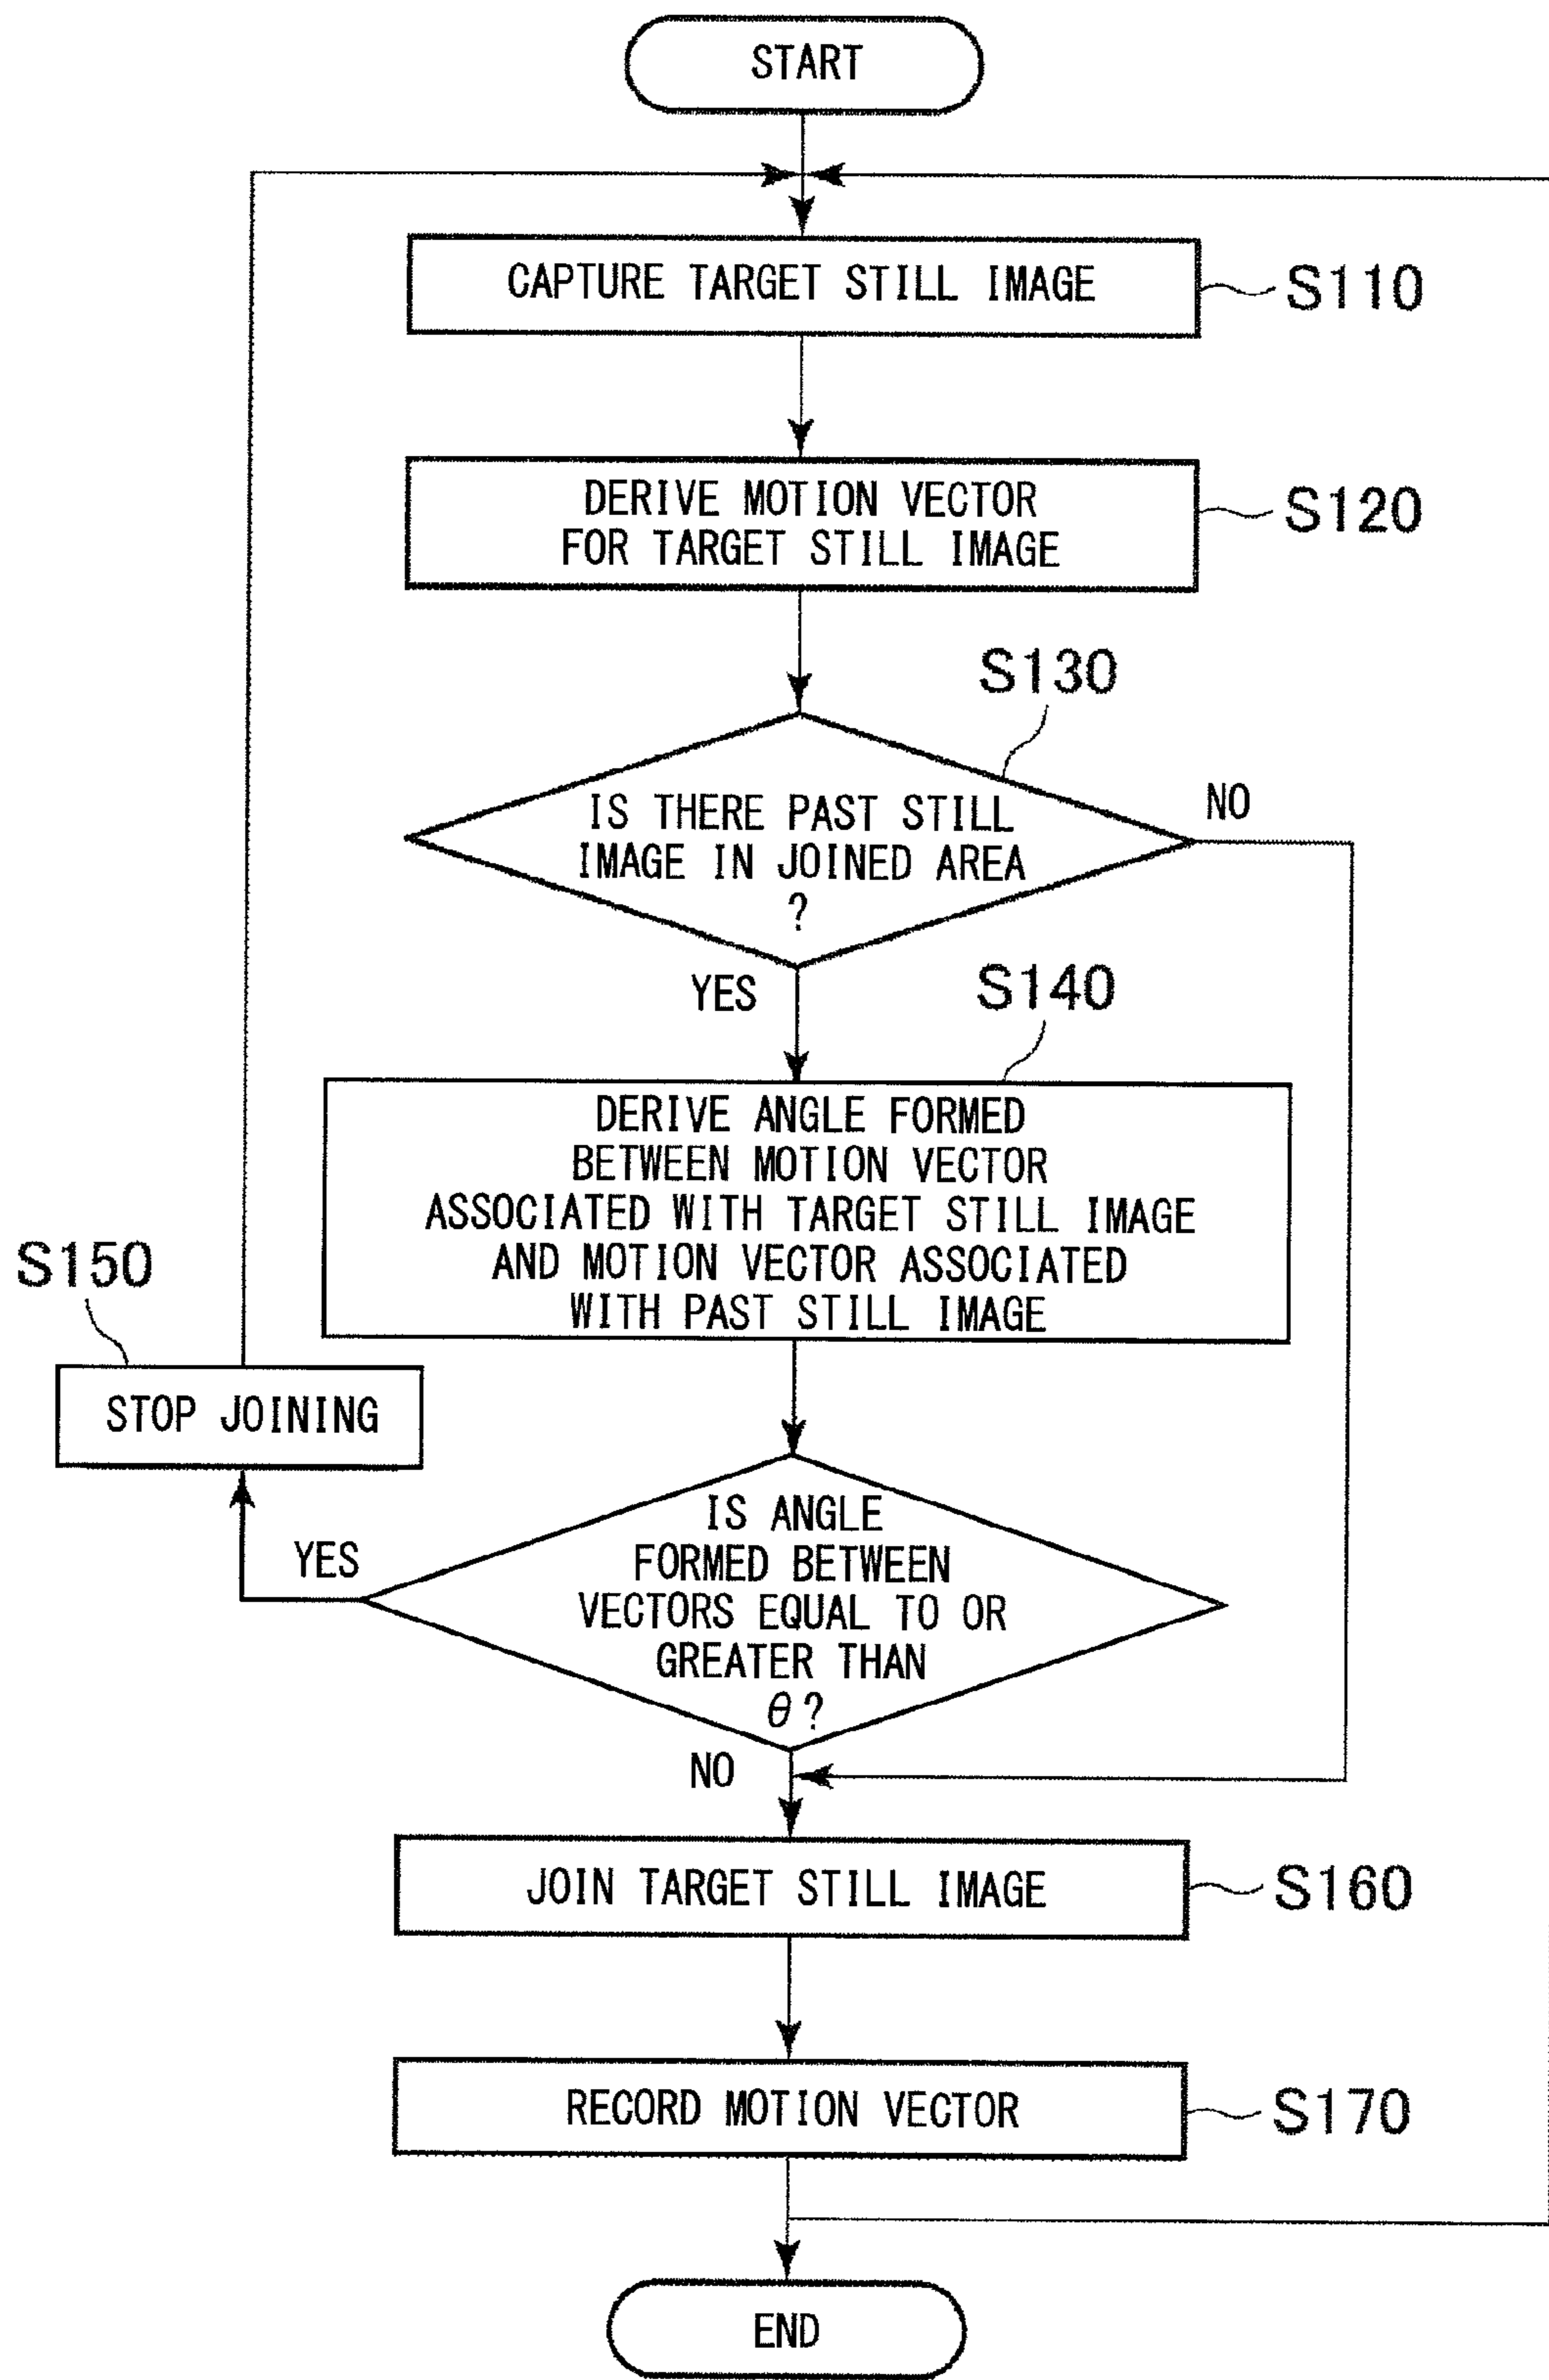 START
CAPTURE TARGET STILL IMAGE
S110
DERIVE MOTION VECTOR
FOR TARGET STILL IMAGE
S120
S130
IS THERE PAST STILL
IMAGE IN JOINED AREA
?
NO
YES
S140
DERIVE ANGLE FORMED
BETWEEN MOTION VECTOR
ASSOCIATED WITH TARGET STILL IMAGE
AND MOTION VECTOR ASSOCIATED
WITH PAST STILL IMAGE
S150
STOP JOINING
IS ANGLE
FORMED BETWEEN
VECTORS EQUAL TO OR
GREATER THAN
θ?
YES
NO
JOIN TARGET STILL IMAGE
S160
RECORD MOTION VECTOR
S170
END